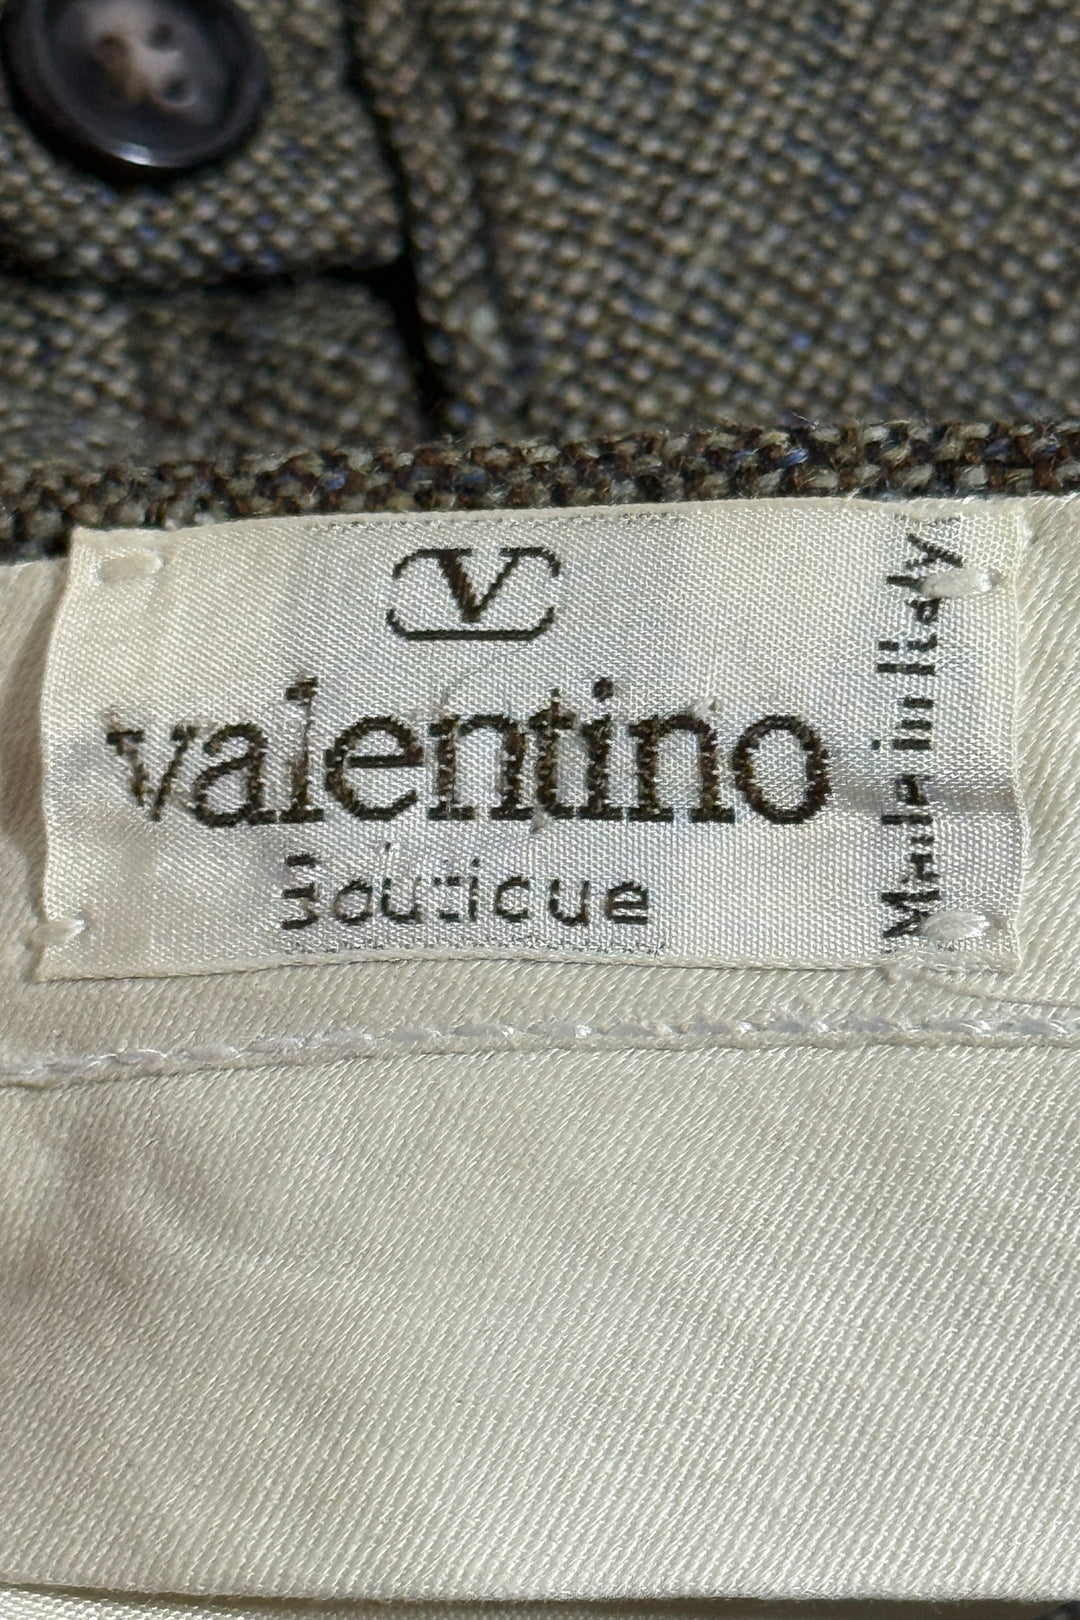 V
valentino
Boutique
Made in Italy